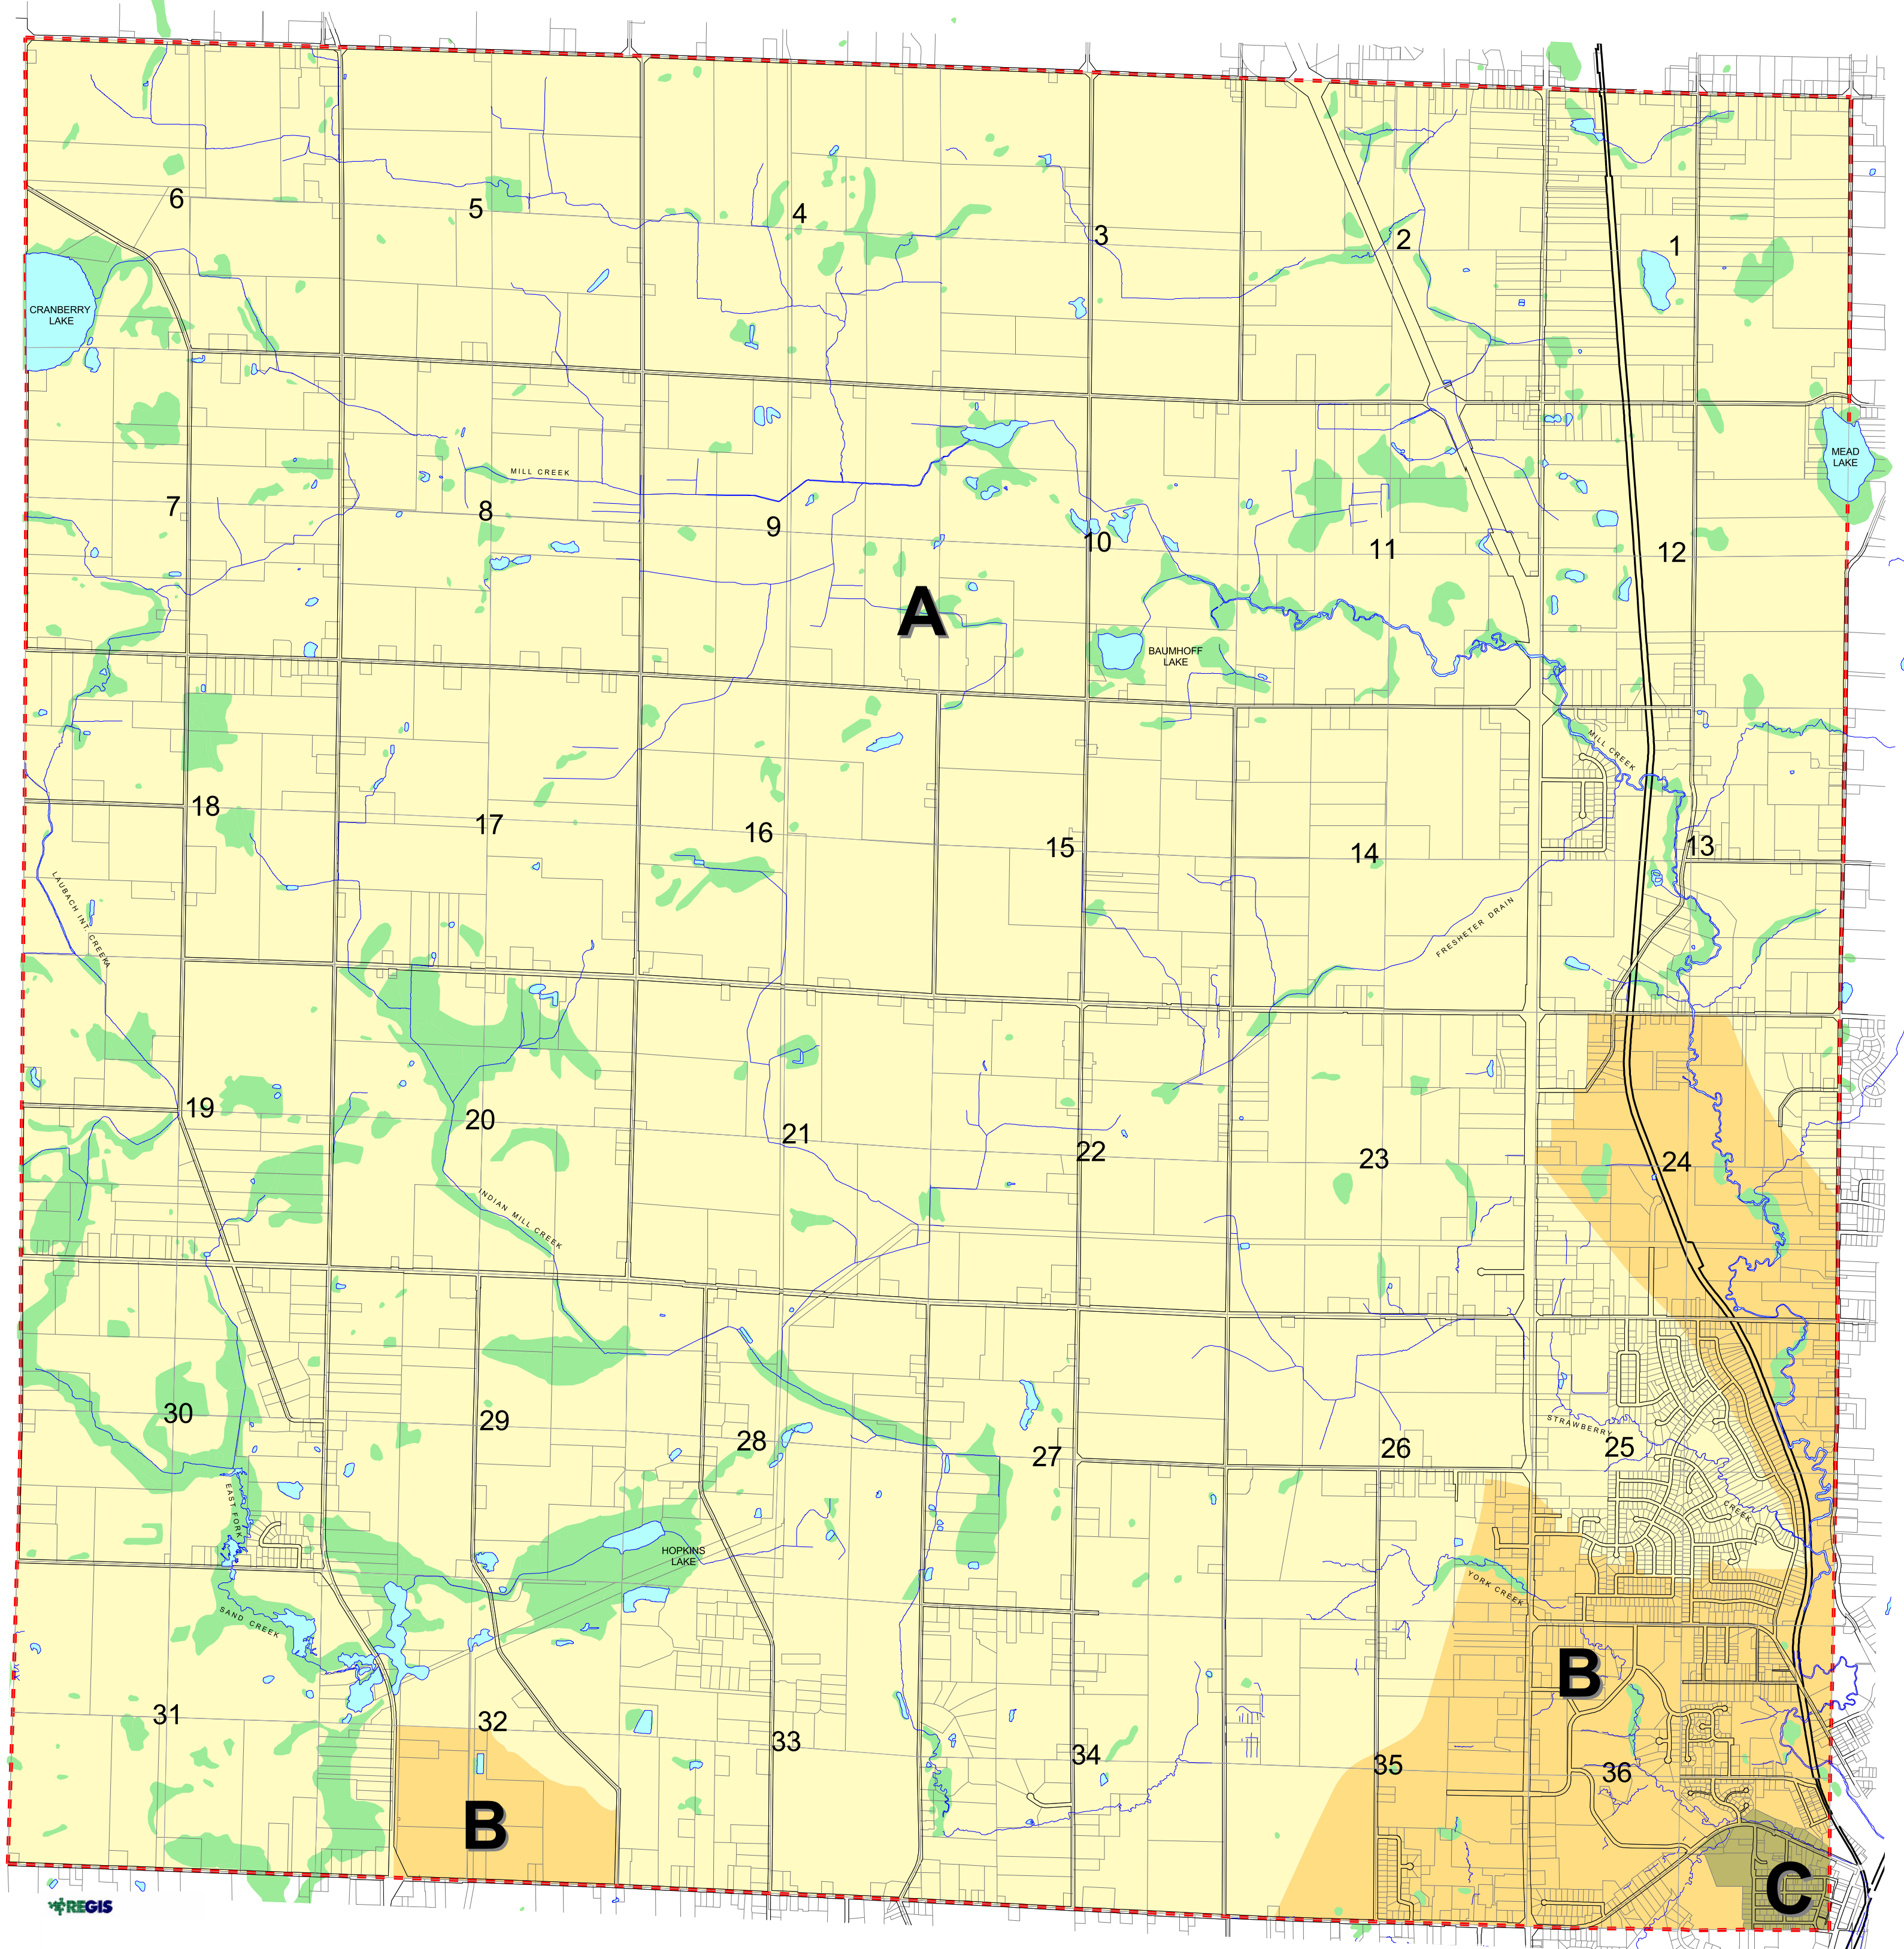 6
5
4
3
2
1
CRANBERRY
LAKE
MEAD
LAKE
MILL CREEK
7
8
9
10
11
12
A
BAUMHOFF
LAKE
MILL CREEK
18
17
16
15
14
13
LAUBACH INT. CREEKA
FRESHETER DRAIN
19
20
21
22
23
24
INDIAN MILL CREEK
30
29
28
27
26
25
STRAWBERRY
CREEK
EAST FORK
HOPKINS
LAKE
YORK CREEK
SAND CREEK
B
31
32
33
34
35
36
B
C
REGIS